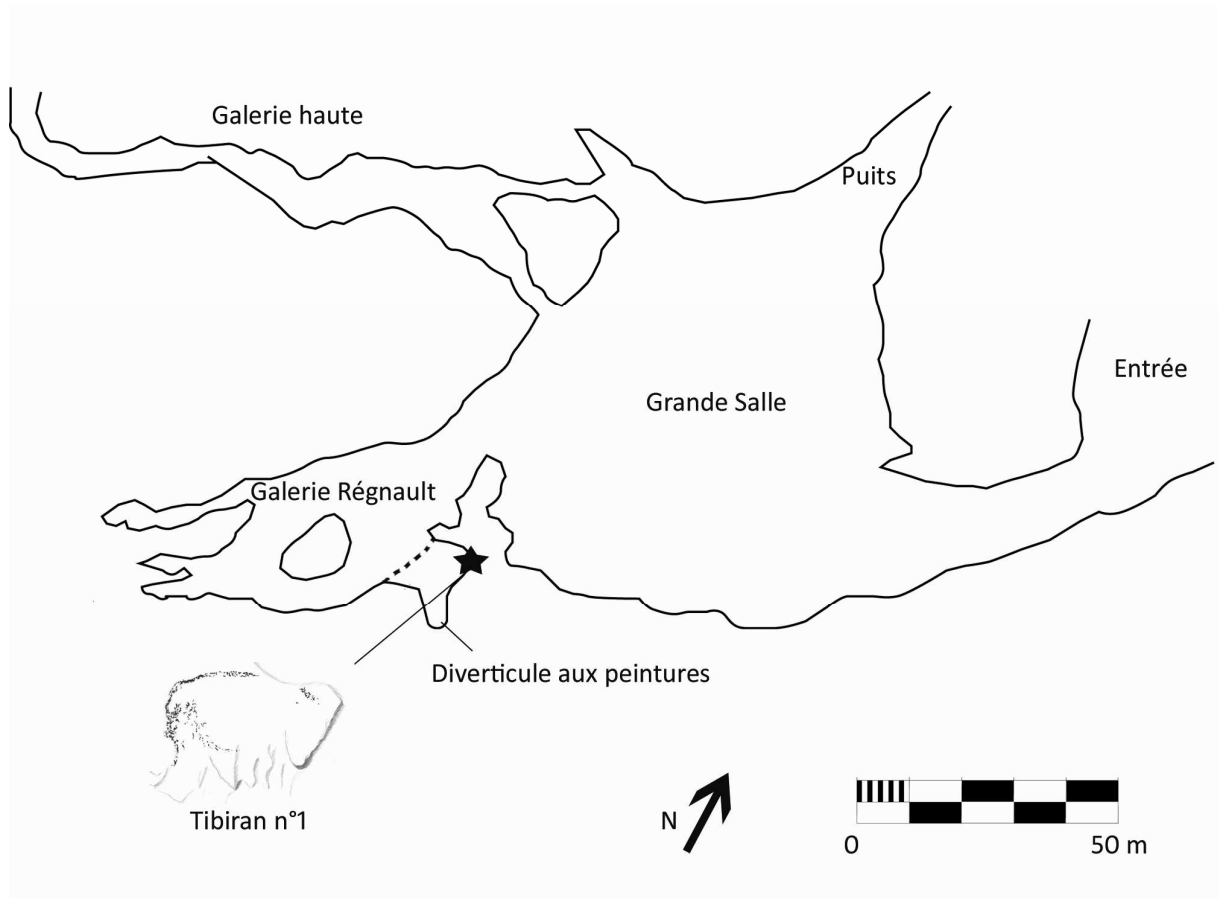 Galerie haute
Puits
Entrée
Grande Salle
Galerie Régnault
Diverticule aux peintures
Tibiran n°1
N
0
50 m